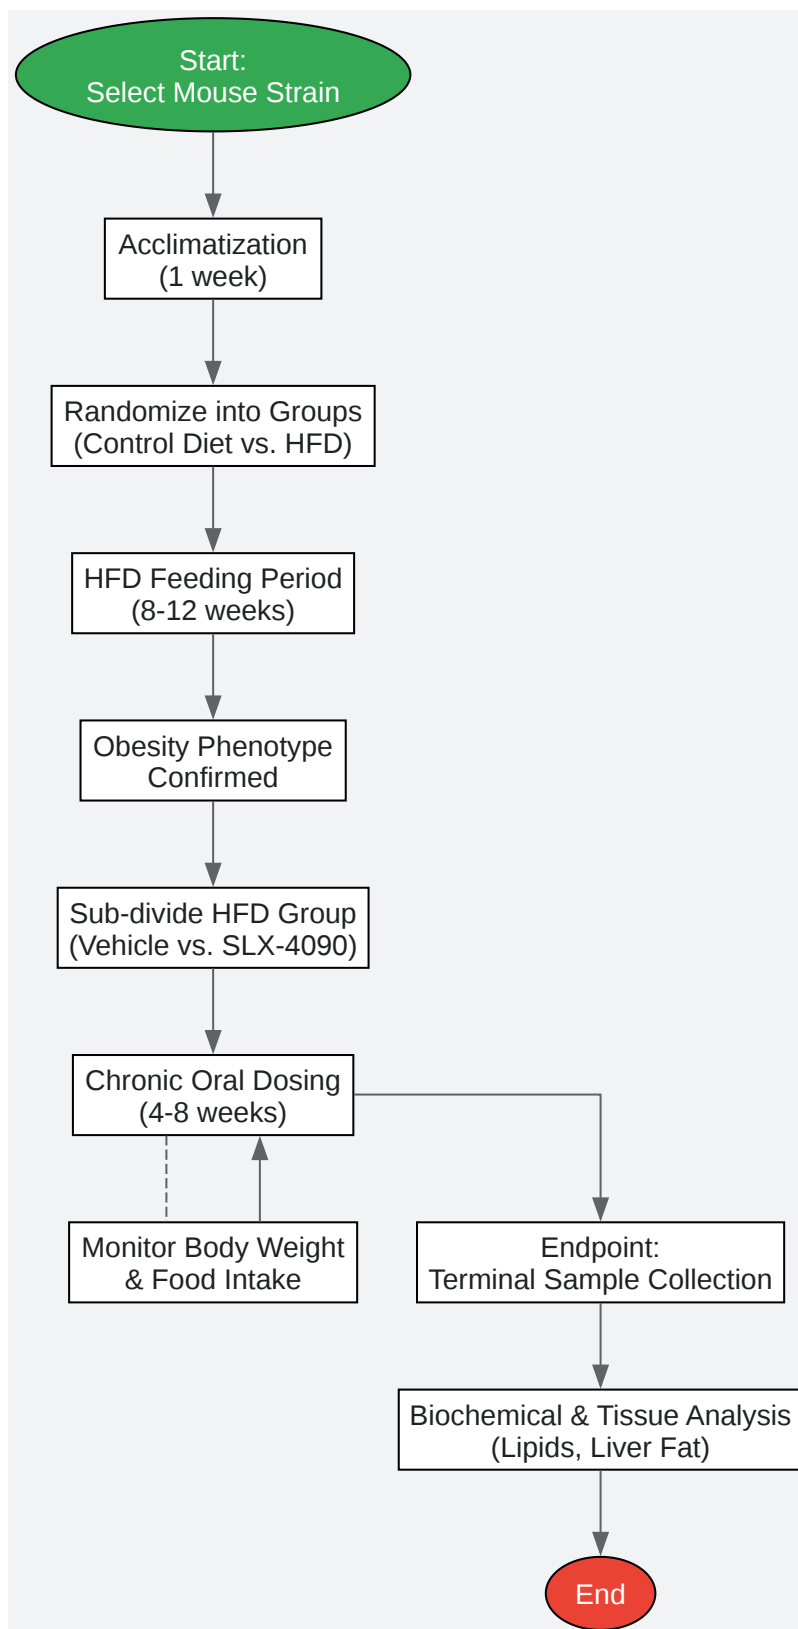 Start:
Select Mouse Strain
Acclimatization
(1 week)
Randomize into Groups
(Control Diet vs. HFD)
HFD Feeding Period
(8-12 weeks)
Obesity Phenotype
Confirmed
Sub-divide HFD Group
(Vehicle vs. SLX-4090)
Chronic Oral Dosing
(4-8 weeks)
Monitor Body Weight
& Food Intake
Endpoint:
Terminal Sample Collection
Biochemical & Tissue Analysis
(Lipids, Liver Fat)
End